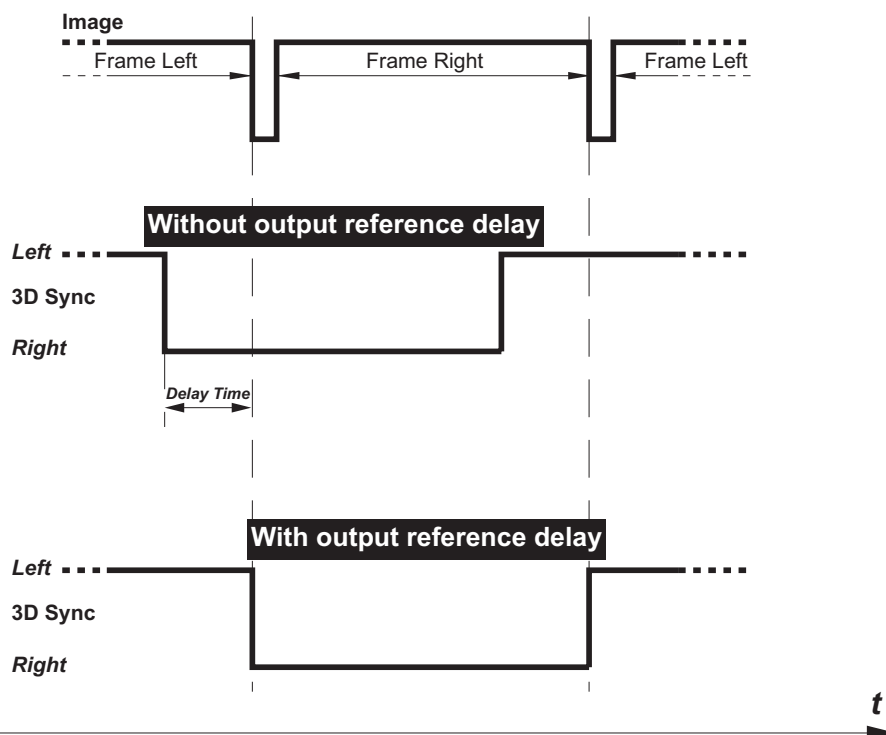 Image
Frame Left Frame Right Frame Left
Without output reference delay
Left
3D Sync
Right
Delay Time
With output reference delay
Left
3D Sync
Right
t